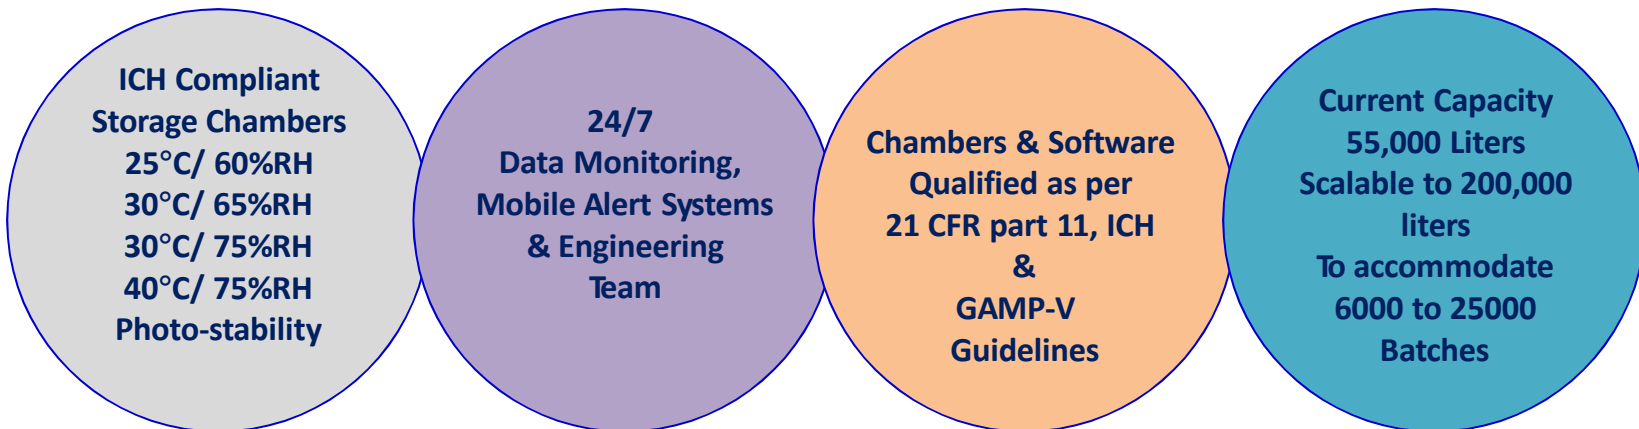 ICH Compliant
Storage Chambers
25°C/ 60%RH
30°C/ 65%RH
30°C/ 75%RH
40°C/ 75%RH
Photo-stability
24/7
Data Monitoring,
Mobile Alert Systems
& Engineering
Team
Chambers & Software
Qualified as per
21 CFR part 11, ICH
&
GAMP-V
Guidelines
Current Capacity
55,000 Liters
Scalable to 200,000
liters
To accommodate
6000 to 25000
Batches